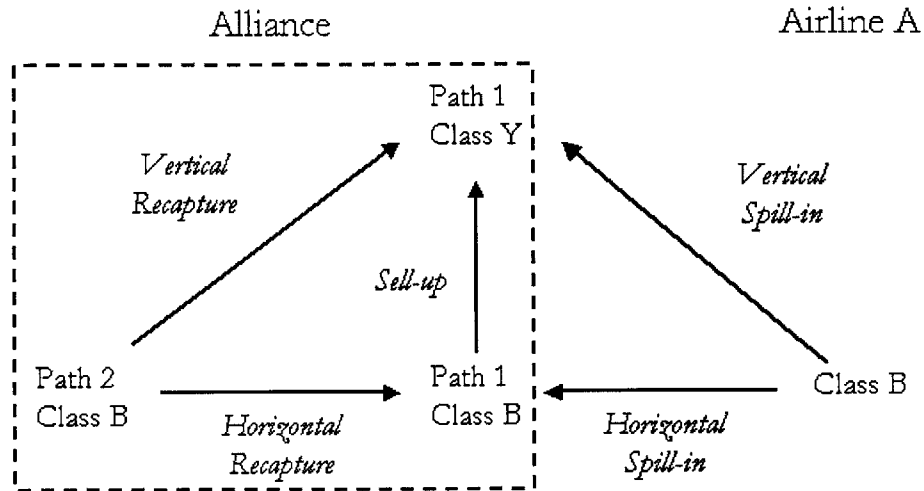 Alliance
Airline A
Path 1
Class Y
Vertical
Recapture
Vertical
Spill-in
Sell-up
Path 2
Class B
Path 1
Class B
Class B
Horizontal
Recapture
Horizontal
Spill-in